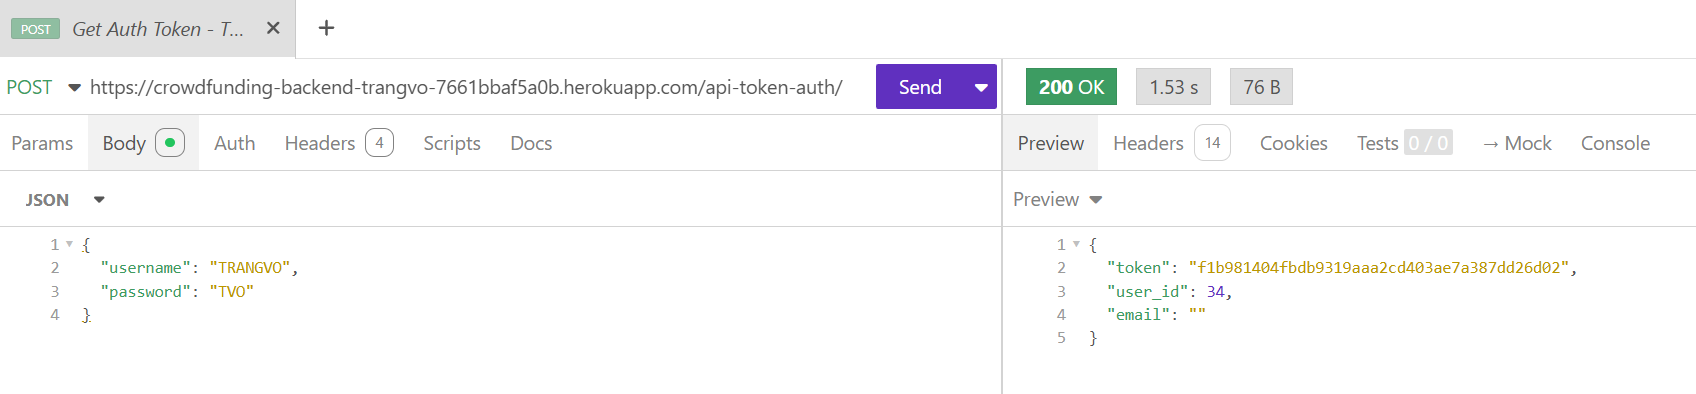 POST Get Auth Token - T... × +
POST https://crowdfunding-backend-trangvo-7661bbaf5a0b.herokuapp.com/api-token-auth/ Send 200 OK 1.53 s 76 B
Params Body Auth Headers 4 Scripts Docs
Preview Headers 14 Cookies Tests 0 / 0 → Mock Console
JSON
Preview
1 {
2 "username": "TRANGVO",
3 "password": "TVO"
4 }
1 {
2 "token": "f1b981404fbdb9319aaa2cd403ae7a387dd26d02",
3 "user_id": 34,
4 "email": ""
5 }